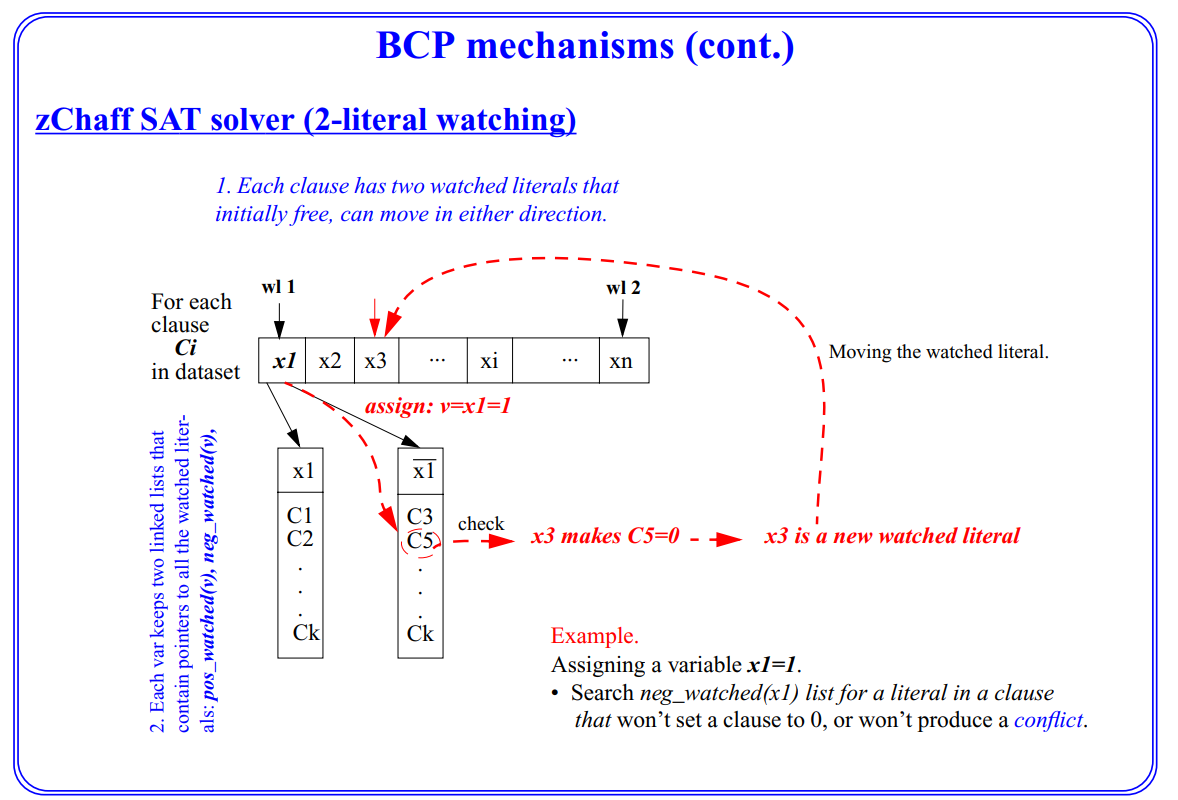 BCP mechanisms (cont.)
zChaff SAT solver (2-literal watching)
1. Each clause has two watched literals that
initially free, can move in either direction.
wl 1
wl 2
For each
clause
Ci
in dataset
x1 x2 x3 ... xi ... xn
Moving the watched literal.
assign: v=x1=1
2. Each var keeps two linked lists that
contain pointers to all the watched liter-
als: pos_watched(v), neg_watched(v),
x1
C1
C2
.
.
.
Ck
x̅1̅
C3
C5
.
.
.
Ck
check
x3 makes C5=0
x3 is a new watched literal
Example.
Assigning a variable x1=1.
• Search neg_watched(x1) list for a literal in a clause
that won't set a clause to 0, or won't produce a conflict.